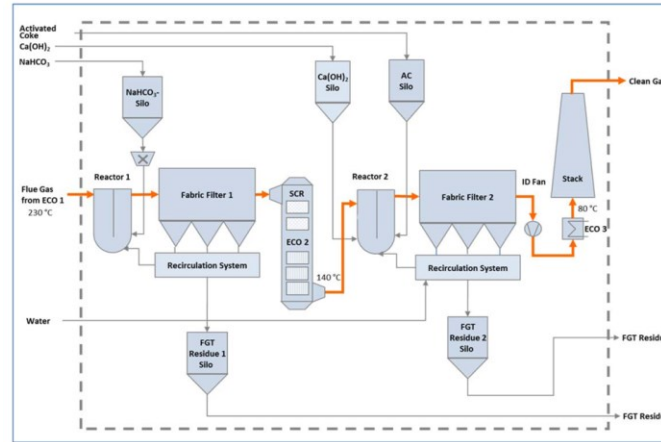 Activated
Coke
Ca(OH)₂
NaHCO₃
NaHCO₃-
Silo
Ca(OH)₂
Silo
AC
Silo
Clean Ga
Reactor 1
Fabric Filter 1
SCR
Reactor 2
Fabric Filter 2
ID Fan
Stack
Flue Gas
from ECO 1
230 °C
80 °C
ECO 3
ECO 2
Recirculation System
140 °C
Recirculation System
Water
FGT
Residue 1
Silo
FGT
Residue 2
Silo
FGT Residue
FGT Residue